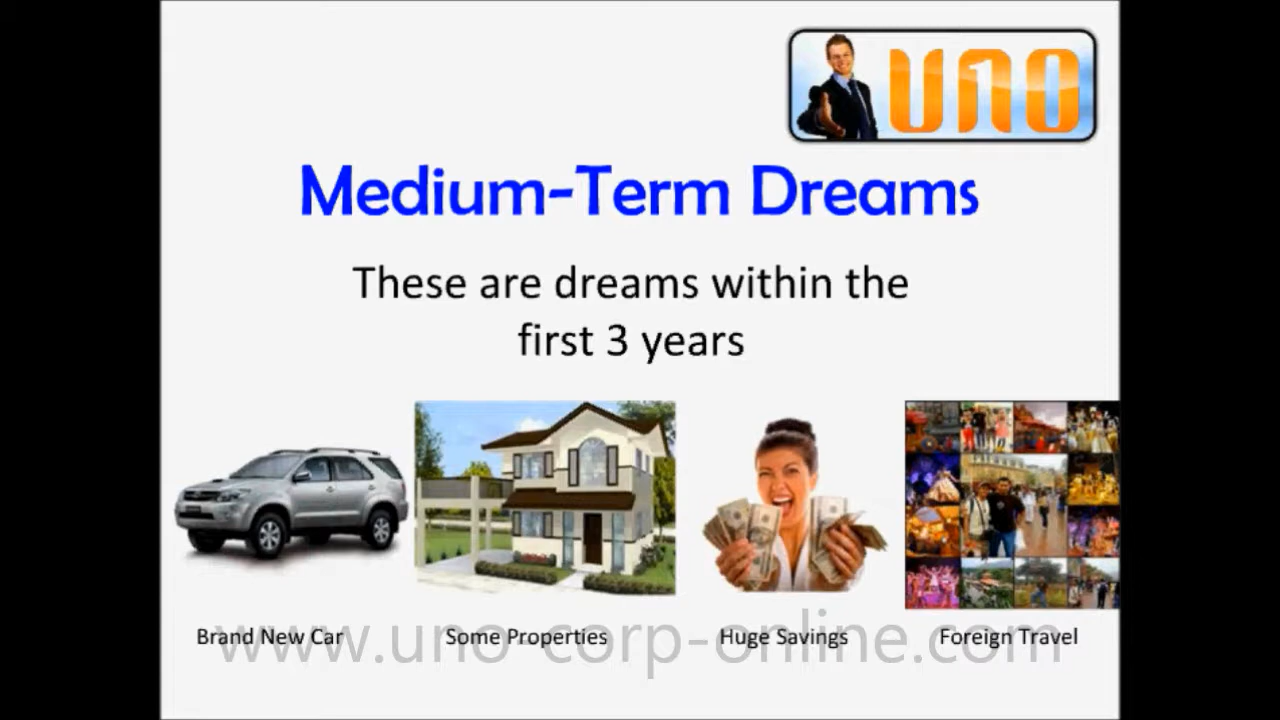 UNO
Medium-Term Dreams
These are dreams within the
first 3 years
Brand New Car Some Properties Huge Savings Foreign Travel
www.uno-corp-online.com